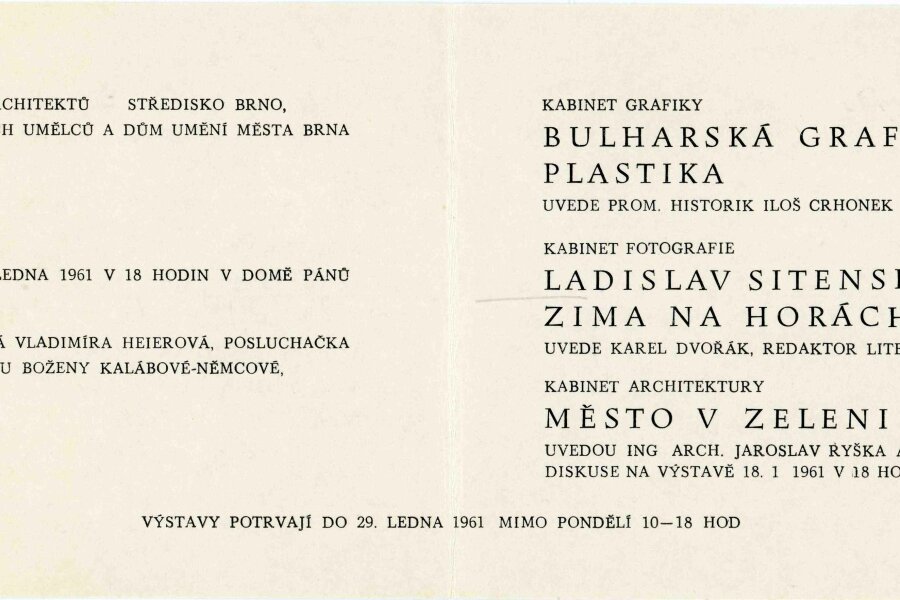 RCHITEKTŮ STŘEDISKO BRNO,
CH UMĚLCŮ A DŮM UMĚNÍ MĚSTA BRNA
LEDNA 1961 V 18 HODIN V DOMĚ PÁNŮ
Á VLADIMÍRA HEIEROVÁ, POSLUCHAČKA
U BOŽENY KALÁBOVÉ-NĚMCOVÉ,
KABINET GRAFIKY
BULHARSKÁ GRAF
PLASTIKA
UVEDE PROM. HISTORIK ILOŠ CRHONEK
KABINET FOTOGRAFIE
LADISLAV SITENS
ZIMA NA HORÁCH
UVEDE KAREL DVOŘÁK, REDAKTOR LITE
KABINET ARCHITEKTURY
MĚSTO V ZELENI
UVEDOU ING ARCH. JAROSLAV RYŠKA A
DISKUSE NA VÝSTAVĚ 18. 1 1961 V 18 HO
VÝSTAVY POTRVAJÍ DO 29. LEDNA 1961 MIMO PONDĚLÍ 10—18 HOD